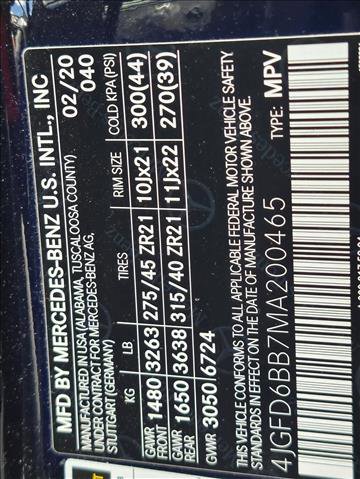 MFD BY MERCEDES-BENZ U.S. INTL., INC
MANUFACTURED IN USA (ALABAMA, TUSCALOOSA COUNTY) 02/20
UNDER LICENSE FOR MERCEDES-BENZ AG, 040
STUTTGART (GERMANY)
KG LB TIRES RIM SIZE COLD KPA(PSI)
GAWR FRONT 1480 3263 275/45 ZR21 10Jx21 300(44)
GAWR REAR 1650 3638 315/40 ZR21 11Jx22 270(39)
GVWR 3050 6724
THIS VEHICLE CONFORMS TO ALL APPLICABLE FEDERAL MOTOR VEHICLE SAFETY
STANDARDS IN EFFECT ON THE DATE OF MANUFACTURE SHOWN ABOVE.
4JGFD6BB7MA200465 TYPE: MPV